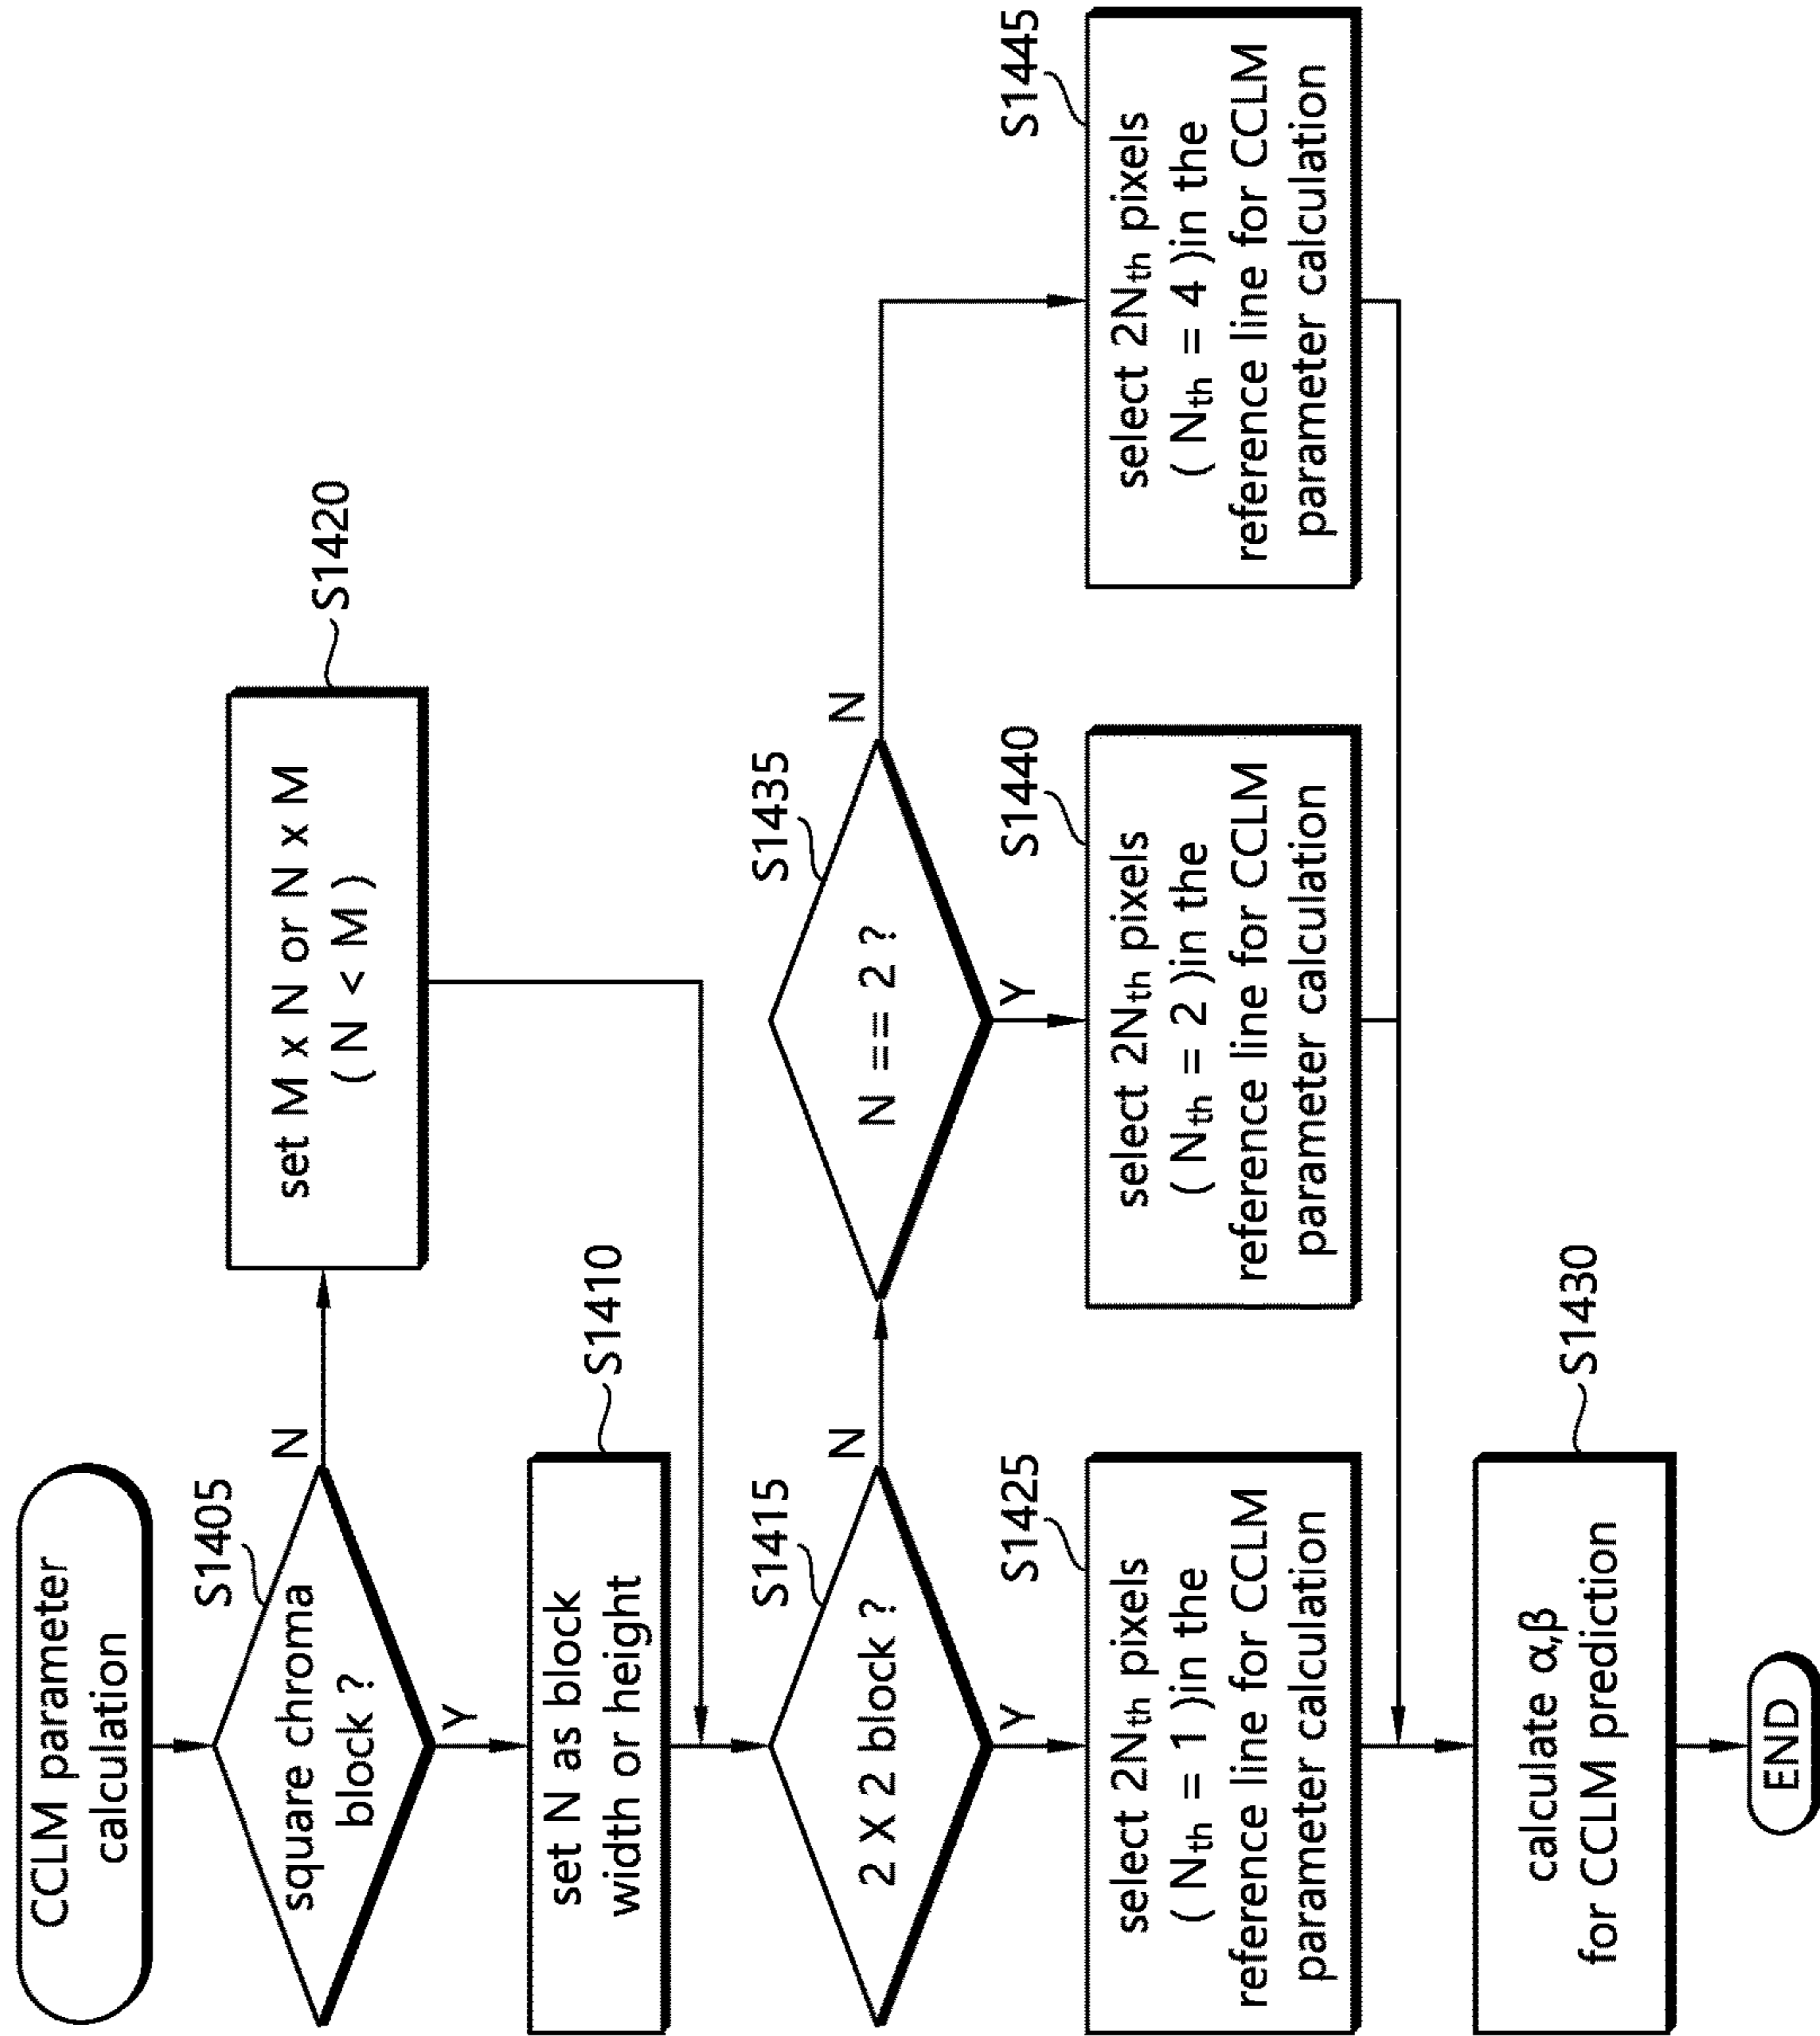 CCLM parameter
calculation
S1405
square chroma
block ?
N
Y
S1420
set M x N or N x M
( N < M )
S1410
set N as block
width or height
S1415
2 X 2 block ?
N
Y
S1435
N == 2 ?
N
Y
S1425
select 2Nth pixels
( Nth = 1 )in the
reference line for CCLM
parameter calculation
S1440
select 2Nth pixels
( Nth = 2 )in the
reference line for CCLM
parameter calculation
S1445
select 2Nth pixels
( Nth = 4 )in the
reference line for CCLM
parameter calculation
S1430
calculate α,β
for CCLM prediction
END